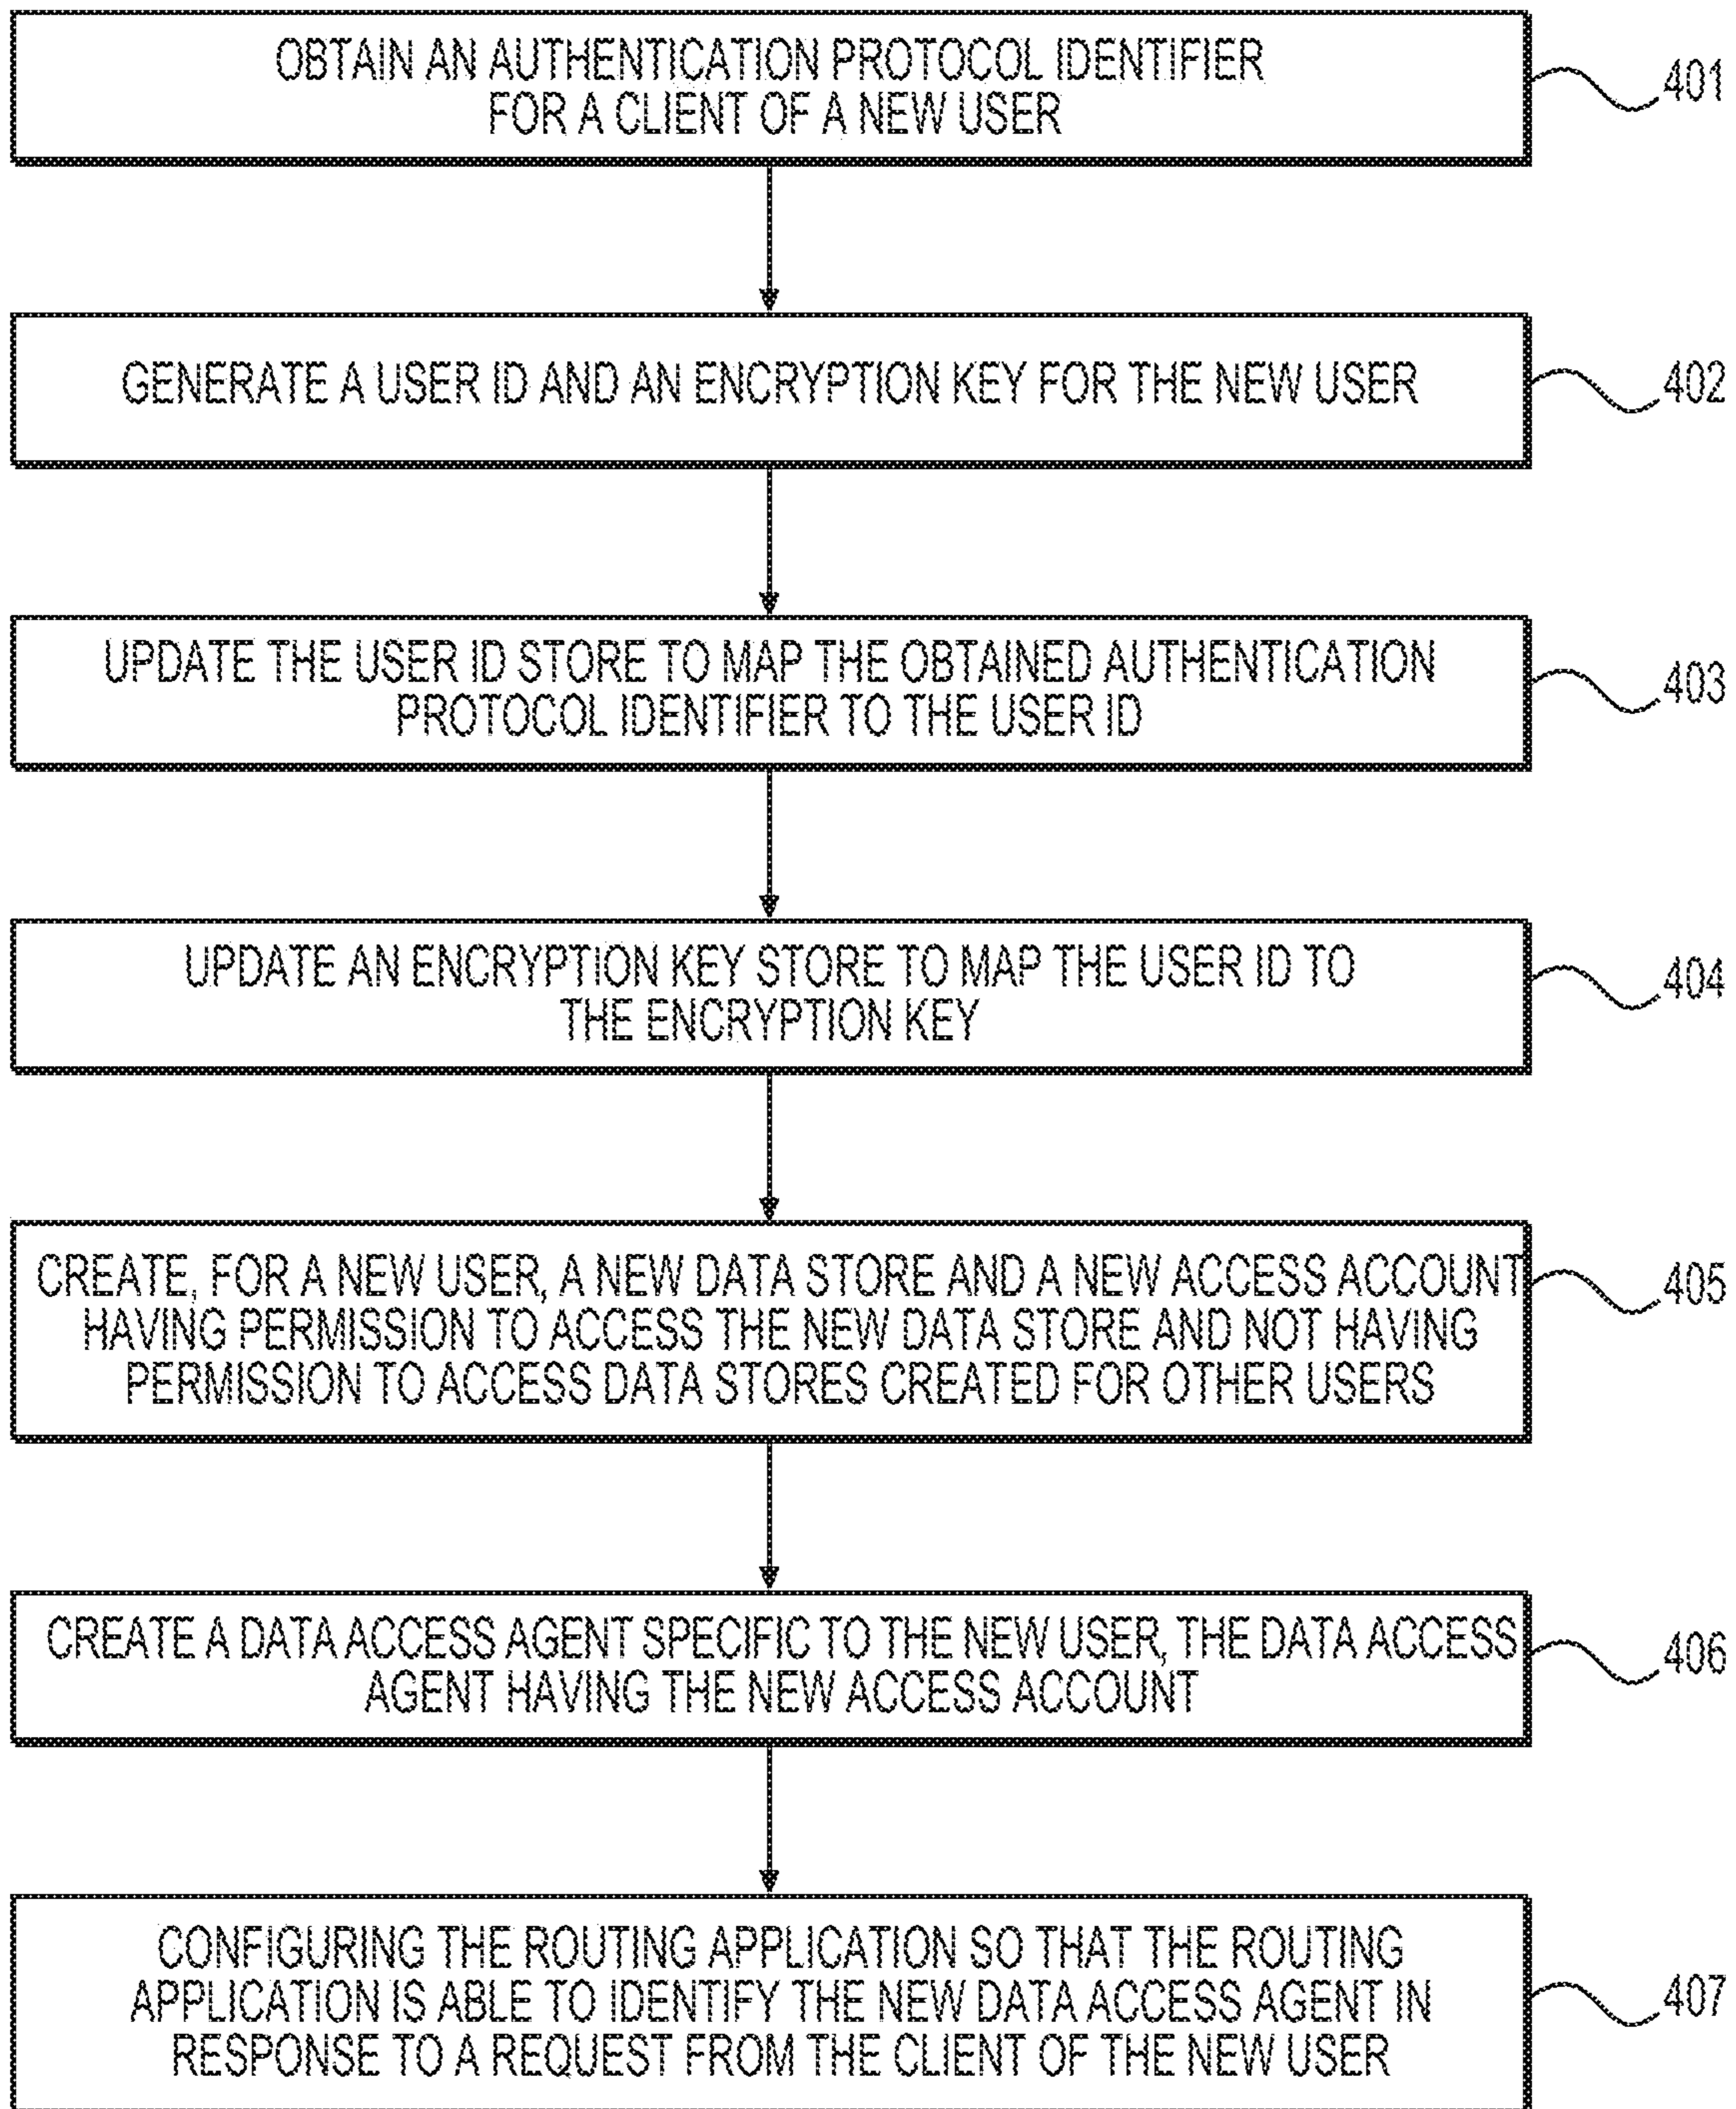 OBTAIN AN AUTHENTICATION PROTOCOL IDENTIFIER
FOR A CLIENT OF A NEW USER
401
GENERATE A USER ID AND AN ENCRYPTION KEY FOR THE NEW USER
402
UPDATE THE USER ID STORE TO MAP THE OBTAINED AUTHENTICATION
PROTOCOL IDENTIFIER TO THE USER ID
403
UPDATE AN ENCRYPTION KEY STORE TO MAP THE USER ID TO
THE ENCRYPTION KEY
404
CREATE, FOR A NEW USER, A NEW DATA STORE AND A NEW ACCESS ACCOUNT
HAVING PERMISSION TO ACCESS THE NEW DATA STORE AND NOT HAVING
PERMISSION TO ACCESS DATA STORES CREATED FOR OTHER USERS
405
CREATE A DATA ACCESS AGENT SPECIFIC TO THE NEW USER, THE DATA ACCESS
AGENT HAVING THE NEW ACCESS ACCOUNT
406
CONFIGURING THE ROUTING APPLICATION SO THAT THE ROUTING
APPLICATION IS ABLE TO IDENTIFY THE NEW DATA ACCESS AGENT IN
RESPONSE TO A REQUEST FROM THE CLIENT OF THE NEW USER
407